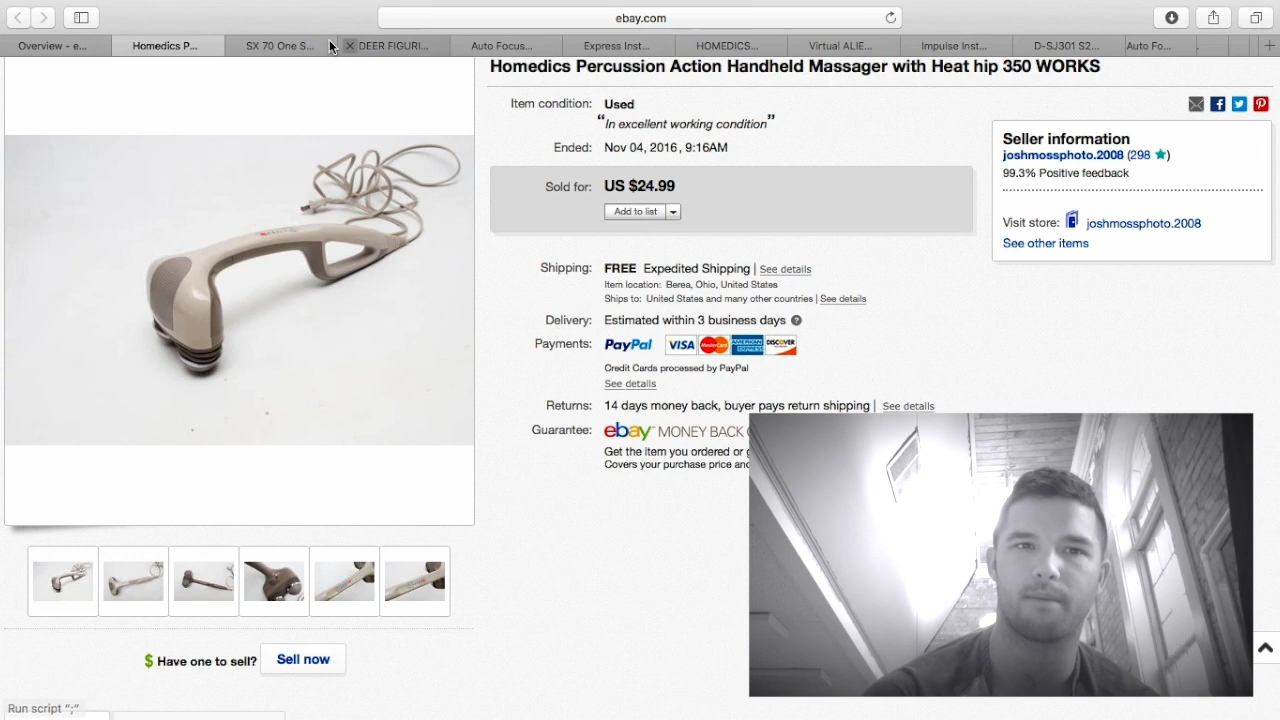 ebay.com
Overview - e...
Homedics P...
SX 70 One S...
DEER FIGURI...
Auto Focus...
Express Inst...
HOMEDICS...
Virtual ALIE...
Impulse Inst...
D-SJ301 S2...
Auto Fo...
Homedics Percussion Action Handheld Massager with Heat hip 350 WORKS
Item condition: Used
“In excellent working condition”
Ended: Nov 04, 2016 , 9:16AM
Sold for: US $24.99
Add to list
Seller information
joshmossphoto.2008 (298 ★)
99.3% Positive feedback
Visit store: joshmossphoto.2008
See other items
Shipping: FREE Expedited Shipping | See details
Item location: Berea, Ohio, United States
Ships to: United States and many other countries | See details
Delivery: Estimated within 3 business days
Payments: PayPal VISA MasterCard AMERICAN EXPRESS DISCOVER
Credit Cards processed by PayPal
See details
Returns: 14 days money back, buyer pays return shipping | See details
Guarantee: ebay MONEY BACK
Get the item you ordered or
Covers your purchase price and
$ Have one to sell? Sell now
Run script ";"